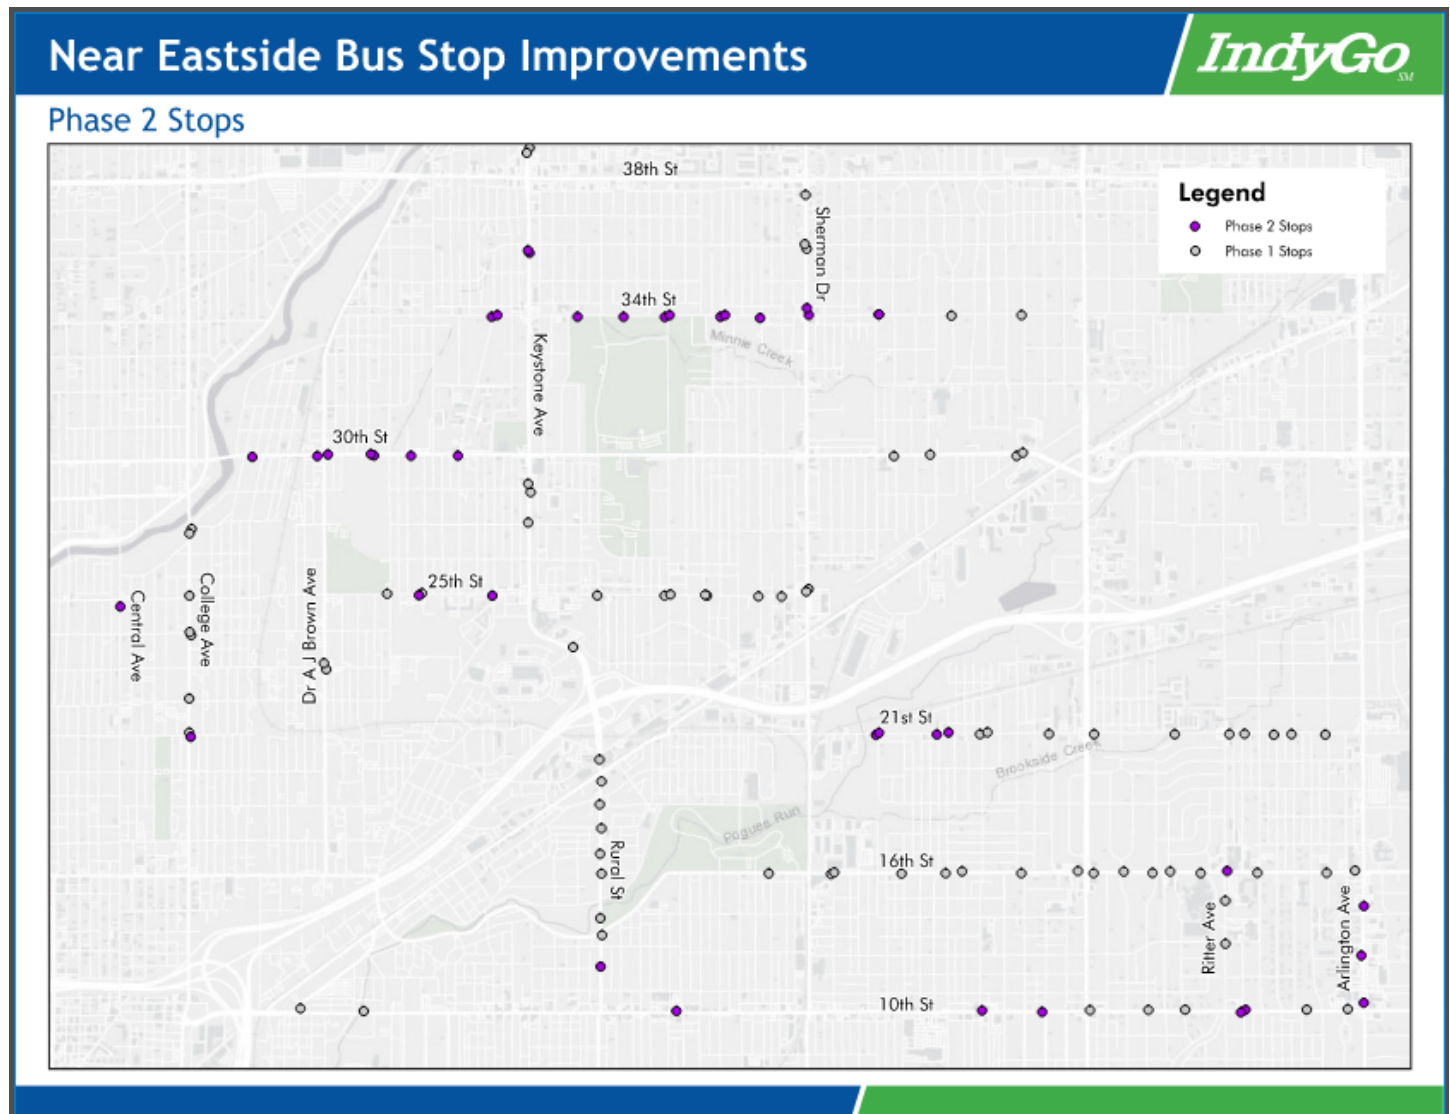 Near Eastside Bus Stop Improvements
IndyGo SM
Phase 2 Stops
38th St
Legend
Phase 2 Stops
Phase 1 Stops
Sherman Dr
34th St
Minnie Creek
Keystone Ave
30th St
25th St
College Ave
Central Ave
Dr A J Brown Ave
21st St
Brookside Creek
Pogues Run
Rural St
16th St
Ritter Ave
Arlington Ave
10th St